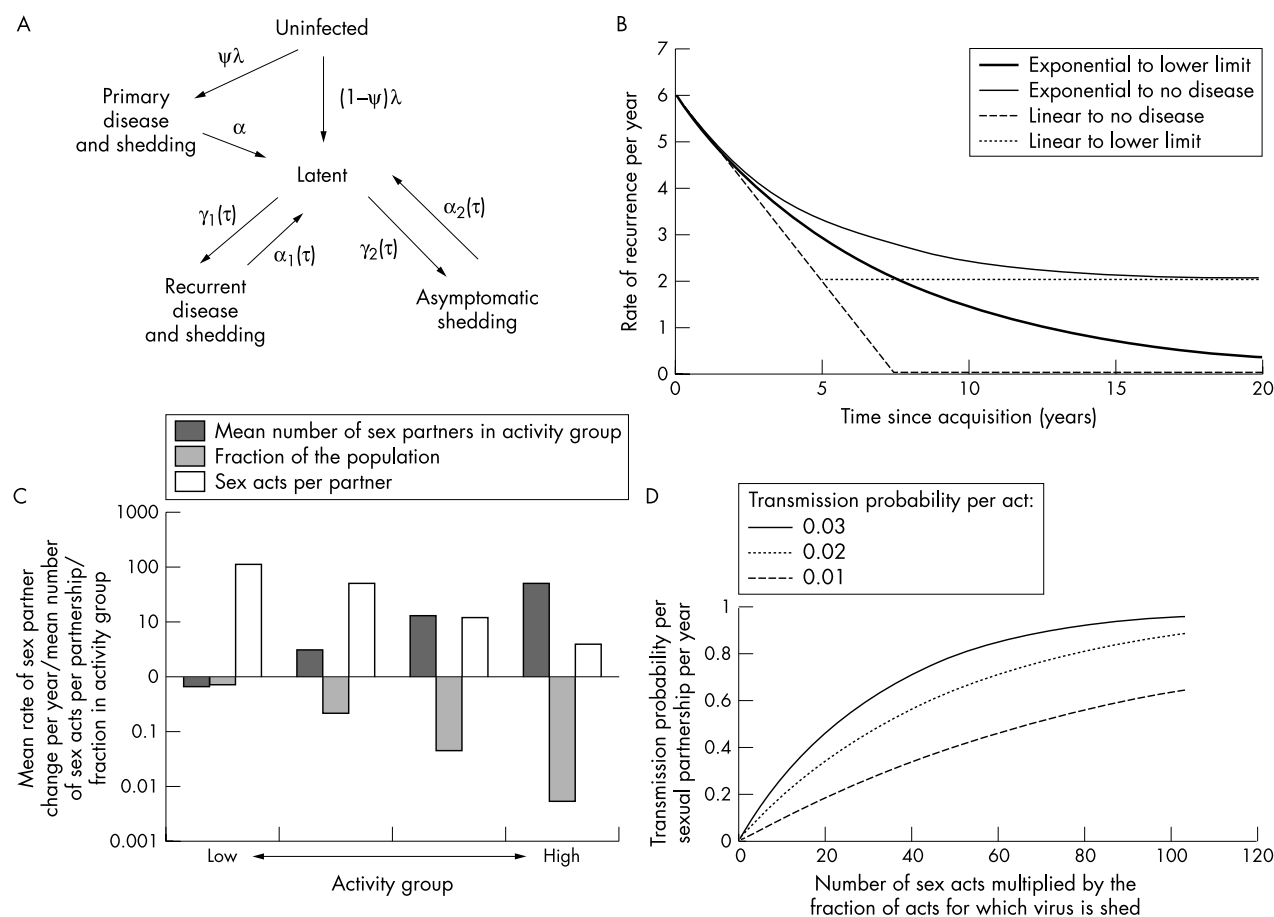 A
Uninfected
ψλ
(1–ψ)λ
Primary
disease
and shedding
α
Latent
γ1(τ)
α1(τ)
γ2(τ)
α2(τ)
Recurrent
disease
and shedding
Asymptomatic
shedding
B
Exponential to lower limit
Exponential to no disease
Linear to no disease
Linear to lower limit
Rate of recurrence per year
7
6
5
4
3
2
1
0
0 5 10 15 20
Time since acquisition (years)
C
Mean number of sex partners in activity group
Fraction of the population
Sex acts per partner
Mean rate of sex partner
change per year/mean number
of sex acts per partnership/
fraction in activity group
1000
100
10
0
0.1
0.01
0.001
Low High
Activity group
D
Transmission probability per act:
0.03
0.02
0.01
Transmission probability per
sexual partnership per year
1
0.8
0.6
0.4
0.2
0
0 20 40 60 80 100 120
Number of sex acts multiplied by the
fraction of acts for which virus is shed